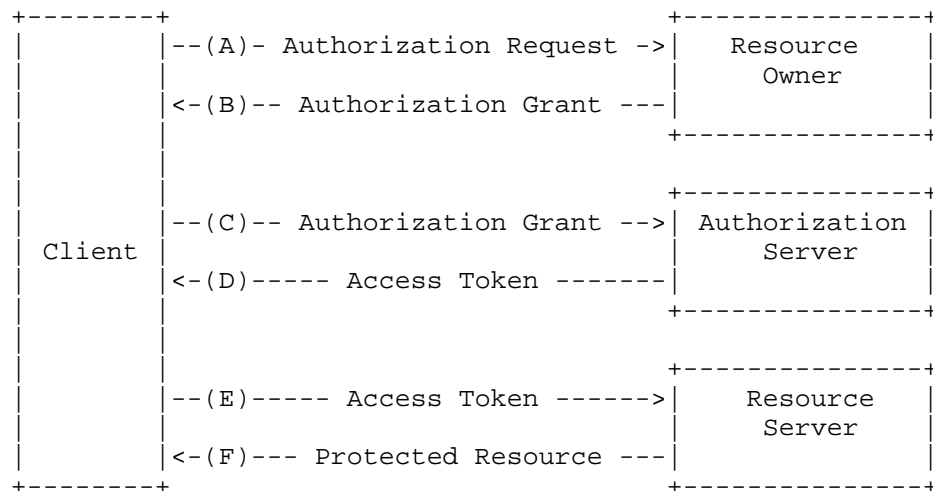 --(A)- Authorization Request ->
Resource
Owner
<-(B)-- Authorization Grant ---
--(C)-- Authorization Grant -->
Authorization
Client
Server
<-(D)----- Access Token -------
--(E)----- Access Token ------>
Resource
Server
<-(F)--- Protected Resource ---